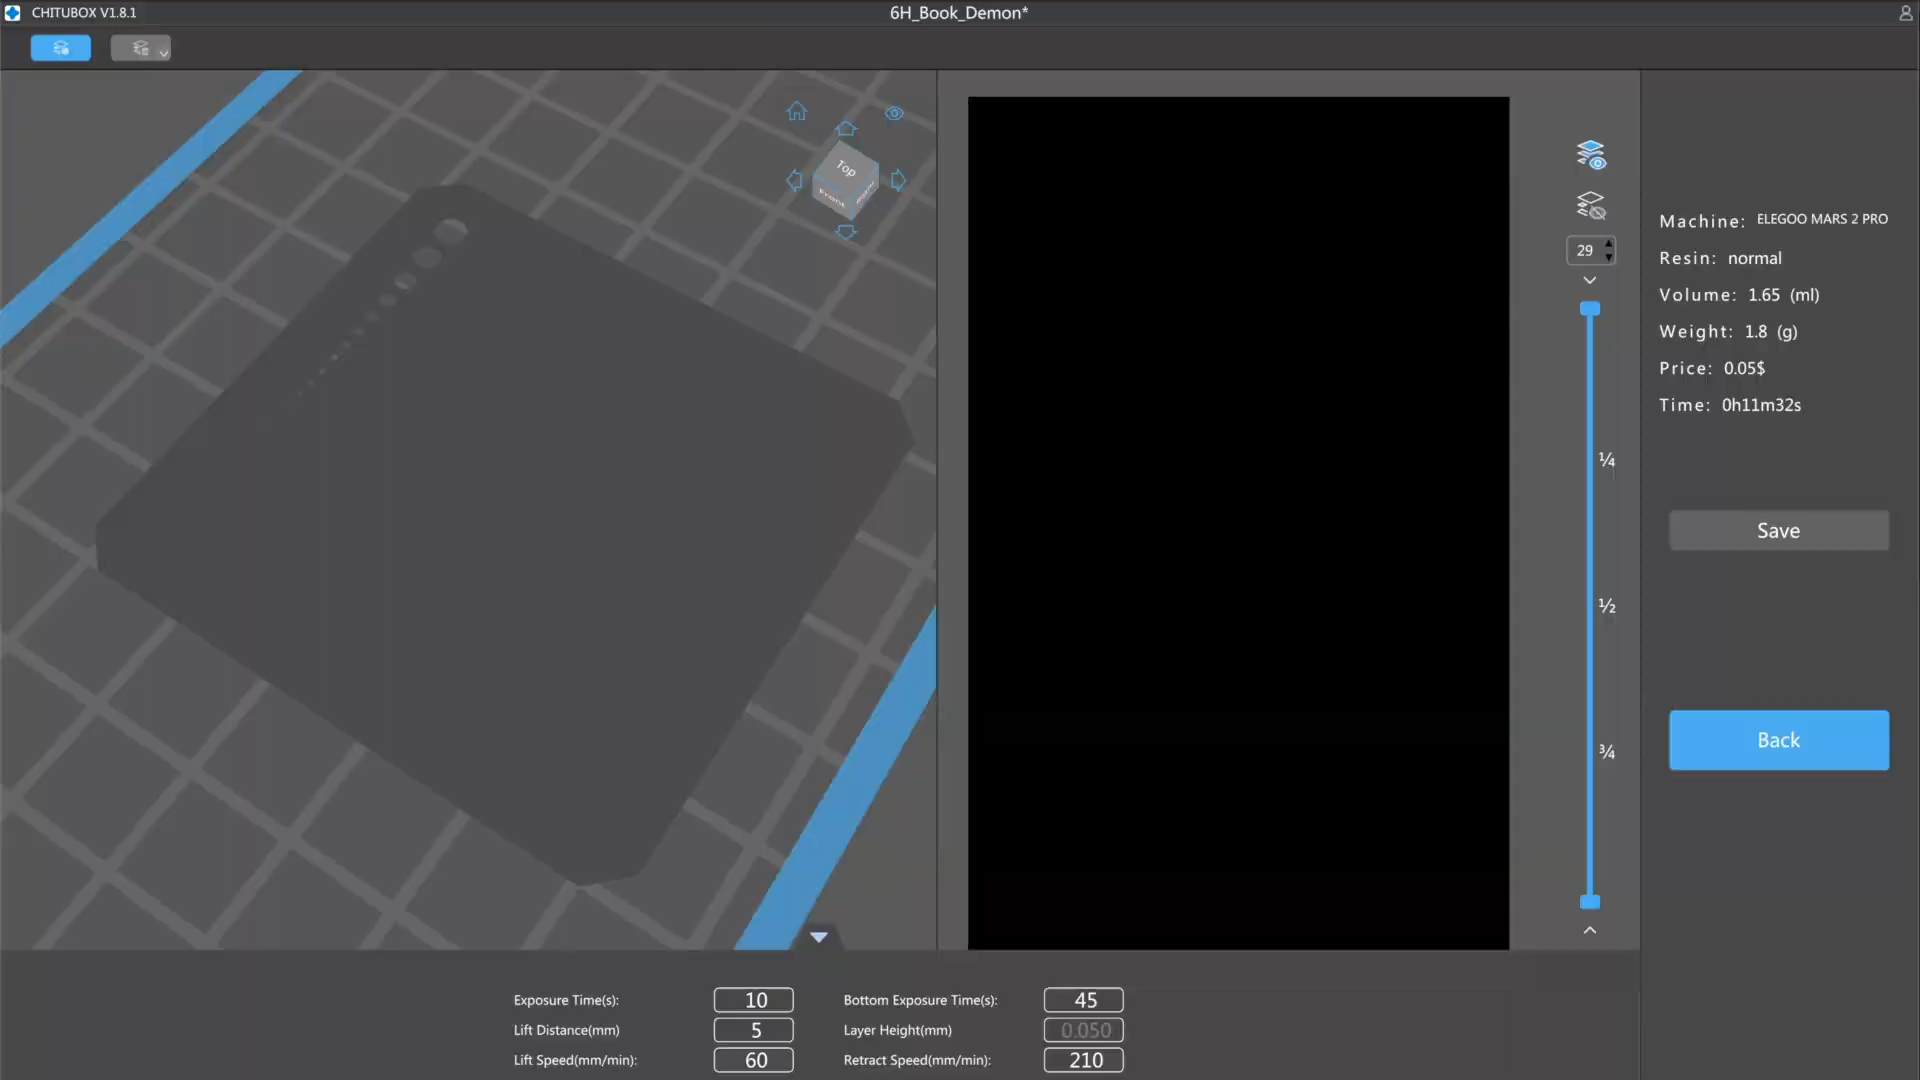 CHITUBOX V1.8.1
6H_Book_Demon*
Top
Front
29
¼
½
¾
Machine: ELEGOO MARS 2 PRO
Resin: normal
Volume: 1.65 (ml)
Weight: 1.8 (g)
Price: 0.05$
Time: 0h11m32s
Save
Back
Exposure Time(s): 10 Bottom Exposure Time(s): 45
Lift Distance(mm) 5 Layer Height(mm) 0.050
Lift Speed(mm/min): 60 Retract Speed(mm/min): 210